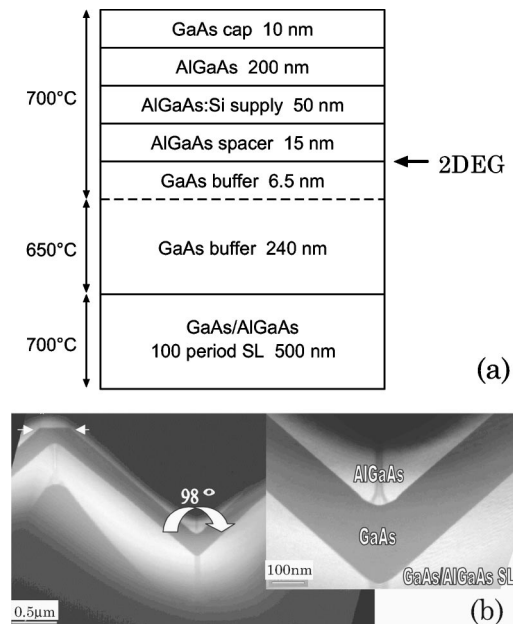 GaAs cap 10 nm
AlGaAs 200 nm
700°C
AlGaAs:Si supply 50 nm
AlGaAs spacer 15 nm
2DEG
GaAs buffer 6.5 nm
650°C
GaAs buffer 240 nm
700°C
GaAs/AlGaAs
100 period SL 500 nm
(a)
98°
AlGaAs
GaAs
100nm
GaAs/AlGaAs SL
0.5μm
(b)